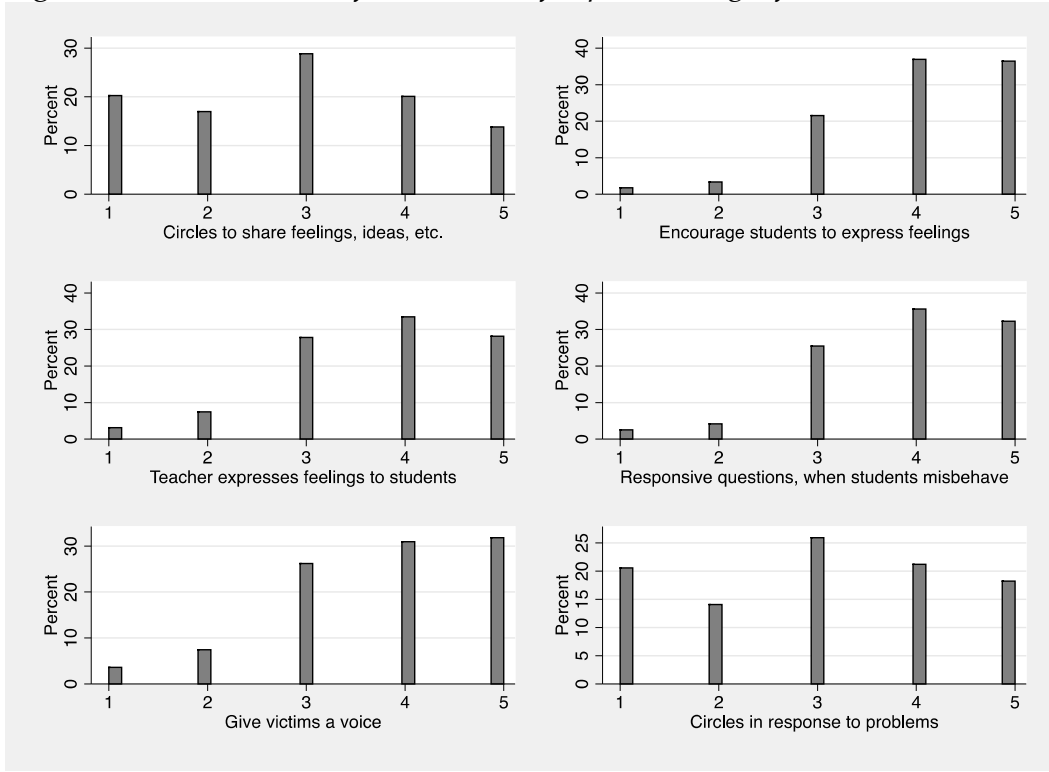 Percent
0 10 20 30
1 2 3 4 5
Circles to share feelings, ideas, etc.
Percent
0 10 20 30 40
1 2 3 4 5
Encourage students to express feelings
Percent
0 10 20 30 40
1 2 3 4 5
Teacher expresses feelings to students
Percent
0 10 20 30 40
1 2 3 4 5
Responsive questions, when students misbehave
Percent
0 10 20 30
1 2 3 4 5
Give victims a voice
Percent
0 5 10 15 20 25
1 2 3 4 5
Circles in response to problems